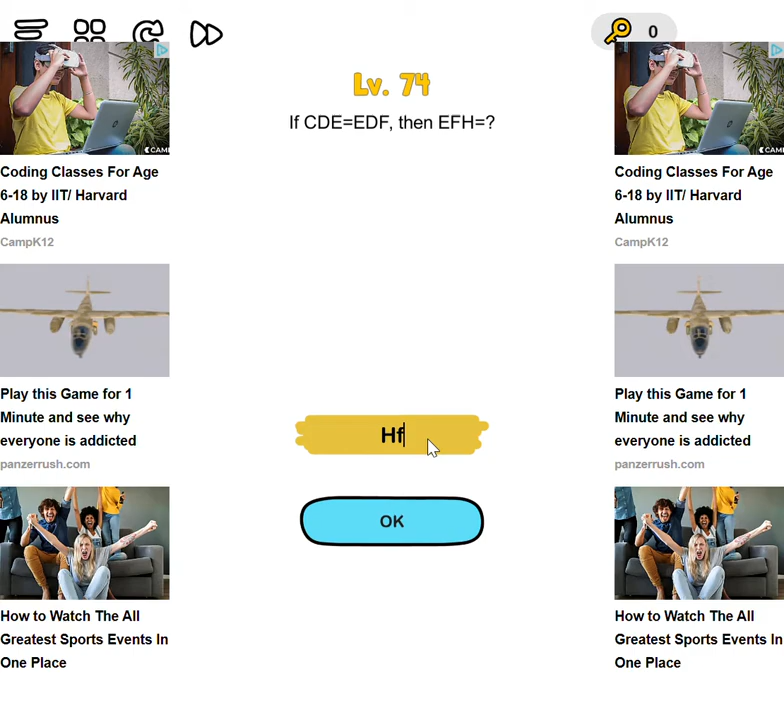 0
Lv. 74
If CDE=EDF, then EFH=?
Hf
OK
CAMP
Coding Classes For Age
6-18 by IIT/ Harvard
Alumnus
CampK12
Play this Game for 1
Minute and see why
everyone is addicted
panzerrush.com
How to Watch The All
Greatest Sports Events In
One Place
CAMP
Coding Classes For Age
6-18 by IIT/ Harvard
Alumnus
CampK12
Play this Game for 1
Minute and see why
everyone is addicted
panzerrush.com
How to Watch The All
Greatest Sports Events In
One Place